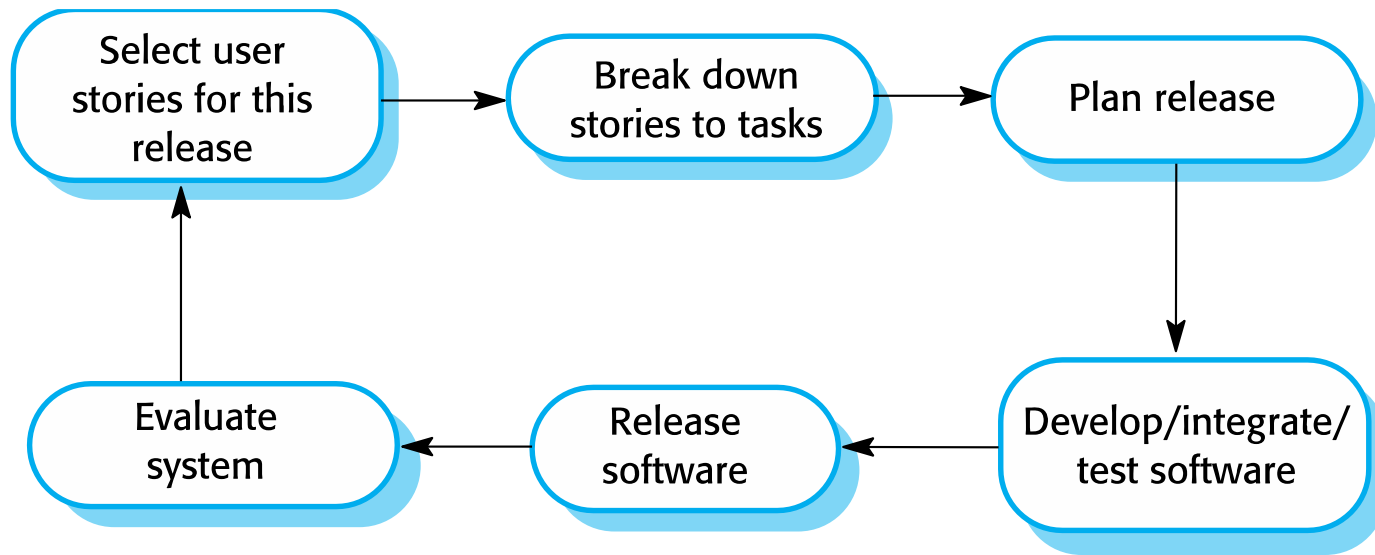 Select user
stories for this
release
Break down
stories to tasks
Plan release
Evaluate
system
Release
software
Develop/integrate/
test software